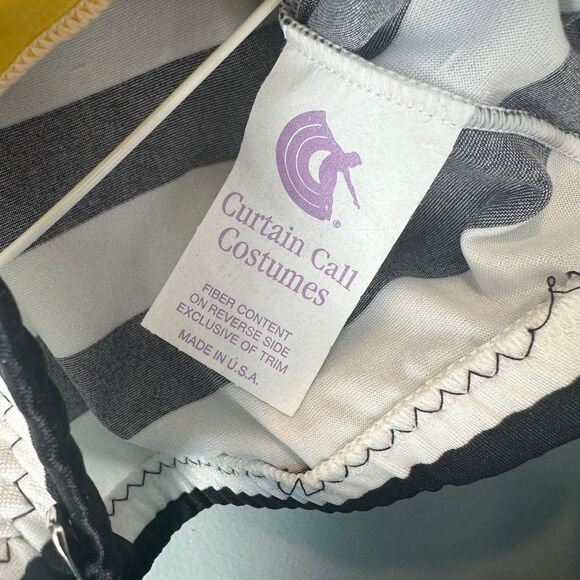 ®
Curtain Call
Costumes
FIBER CONTENT
ON REVERSE SIDE
EXCLUSIVE OF TRIM
MADE IN U.S.A.